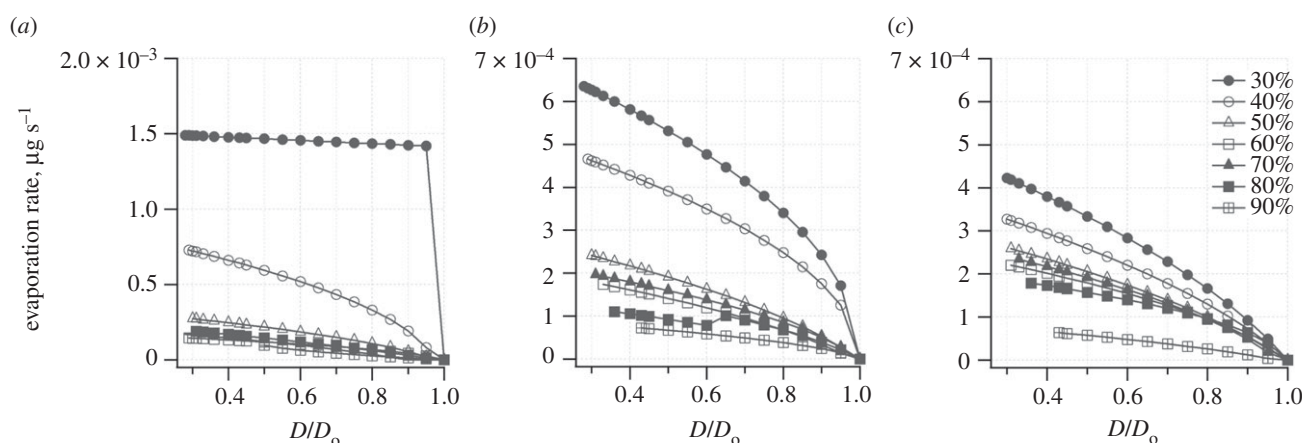 (a) (b) (c)
2.0 × 10–3 7 × 10–4 7 × 10–4
30%
6 6 40%
50%
1.5 5 5 60%
70%
80%
4 4 90%
evaporation rate, µg s–1
1.0
3 3
0.5 2 2
1 1
0 0 0
0.4 0.6 0.8 1.0 0.4 0.6 0.8 1.0 0.4 0.6 0.8 1.0
D/Do D/Do D/Do